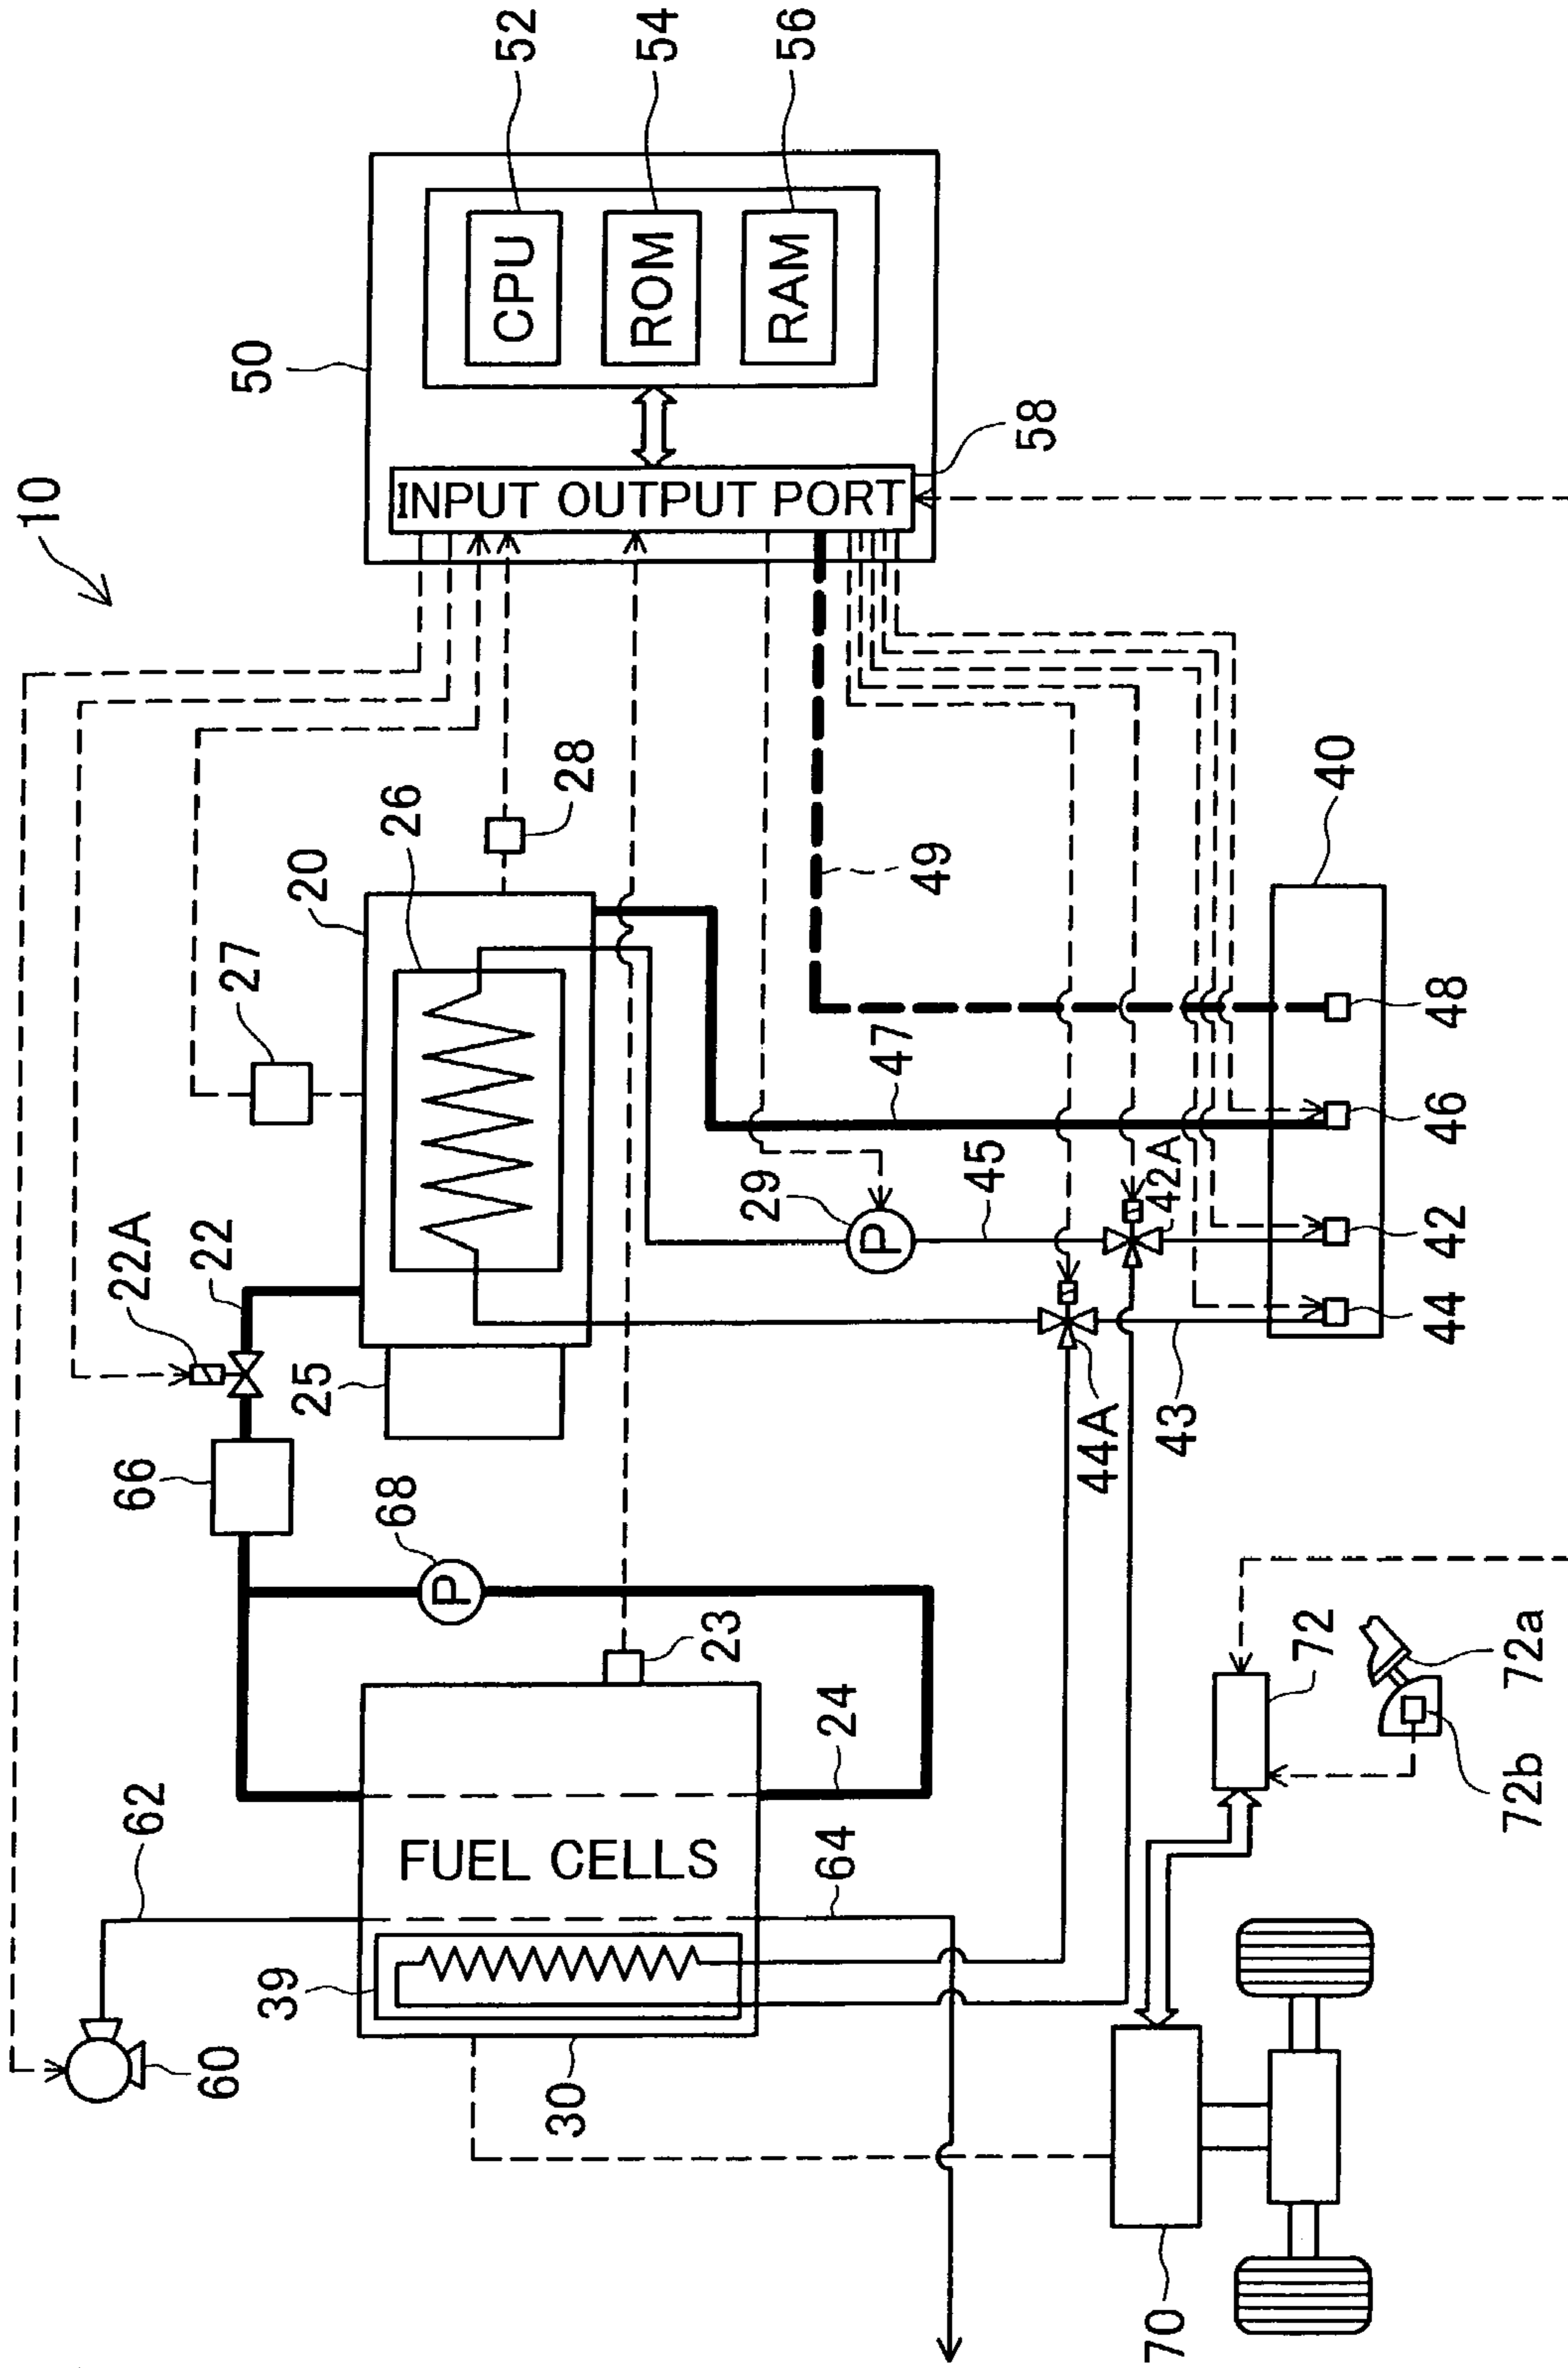 10
50
CPU
52
ROM
54
RAM
56
INPUT OUTPUT PORT
58
20
26
27
28
22A
22
25
66
68
49
47
29
P
45
42A
44A
43
40
48
46
42
44
P
23
24
62
FUEL CELLS
64
39
60
30
72
72a
72b
70